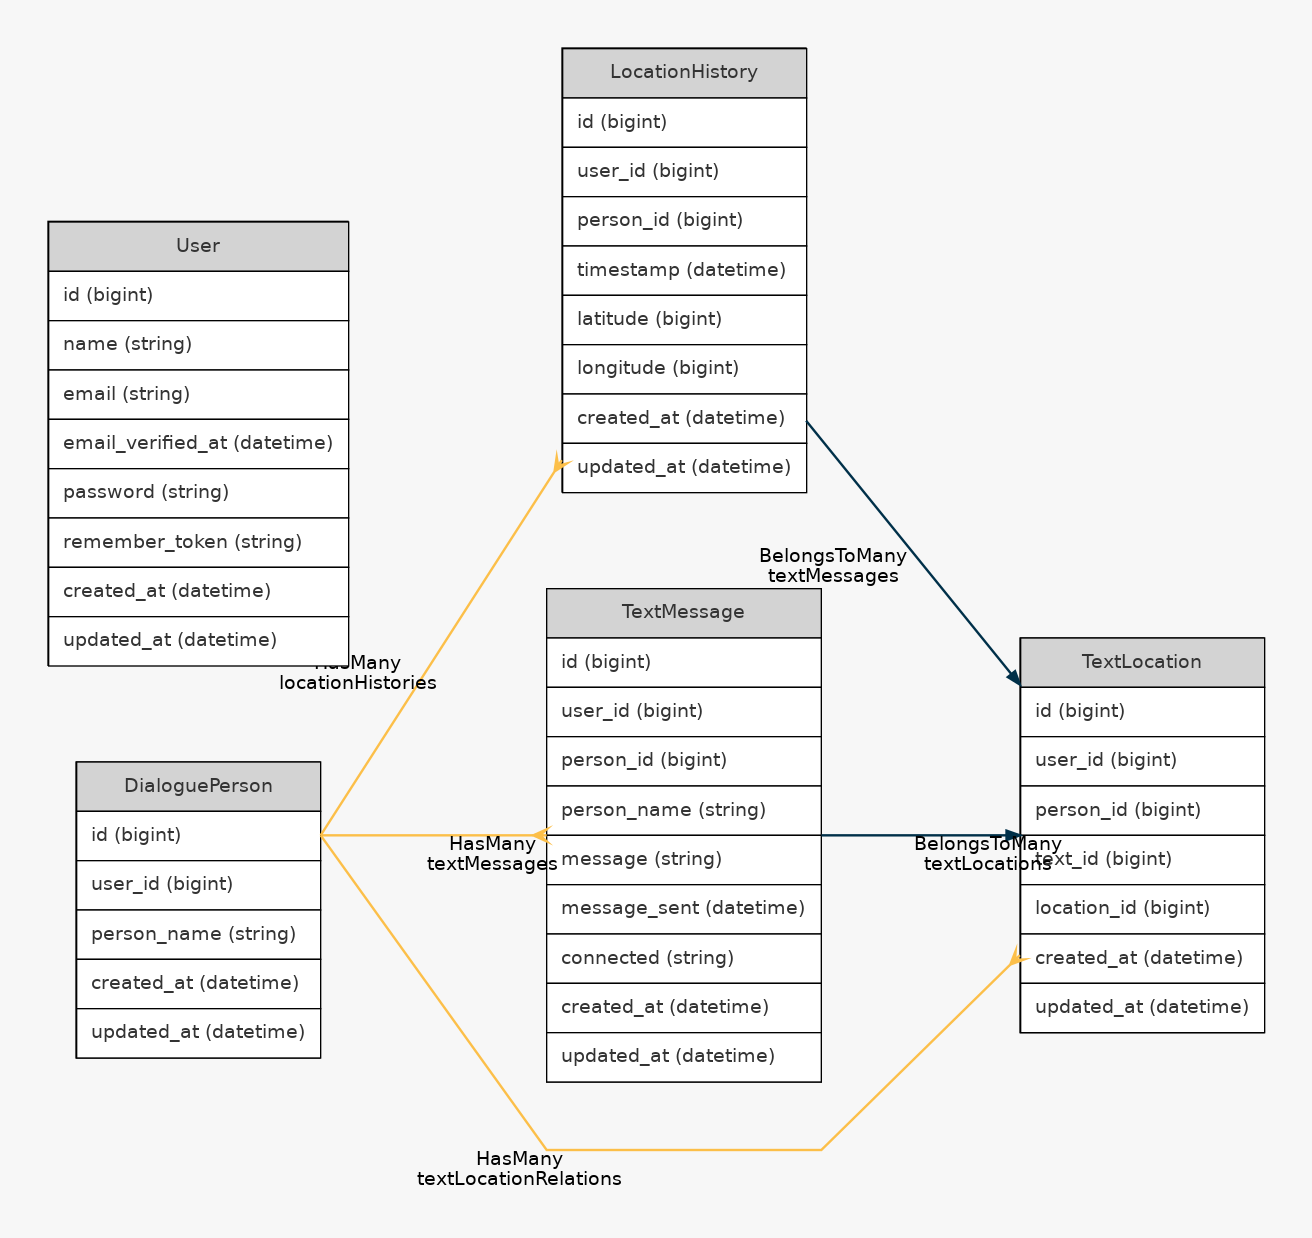 LocationHistory
id (bigint)
user_id (bigint)
person_id (bigint)
timestamp (datetime)
latitude (bigint)
longitude (bigint)
created_at (datetime)
updated_at (datetime)
User
id (bigint)
name (string)
email (string)
email_verified_at (datetime)
password (string)
remember_token (string)
created_at (datetime)
updated_at (datetime)
HasMany
locationHistories
BelongsToMany
textMessages
TextMessage
id (bigint)
user_id (bigint)
person_id (bigint)
person_name (string)
message (string)
message_sent (datetime)
connected (string)
created_at (datetime)
updated_at (datetime)
TextLocation
id (bigint)
user_id (bigint)
person_id (bigint)
text_id (bigint)
location_id (bigint)
created_at (datetime)
updated_at (datetime)
DialoguePerson
id (bigint)
user_id (bigint)
person_name (string)
created_at (datetime)
updated_at (datetime)
HasMany
textMessages
BelongsToMany
textLocations
HasMany
textLocationRelations